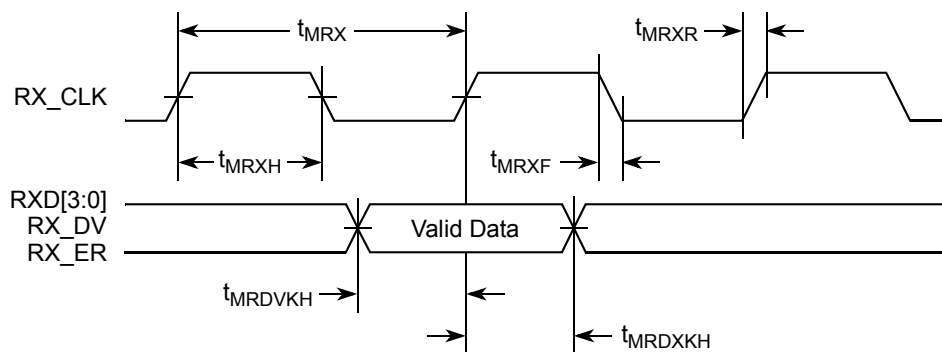 tMRX
tMRXR
RX_CLK
tMRXH
tMRXF
RXD[3:0]
RX_DV
RX_ER
Valid Data
tMRDVKH
tMRDXKH